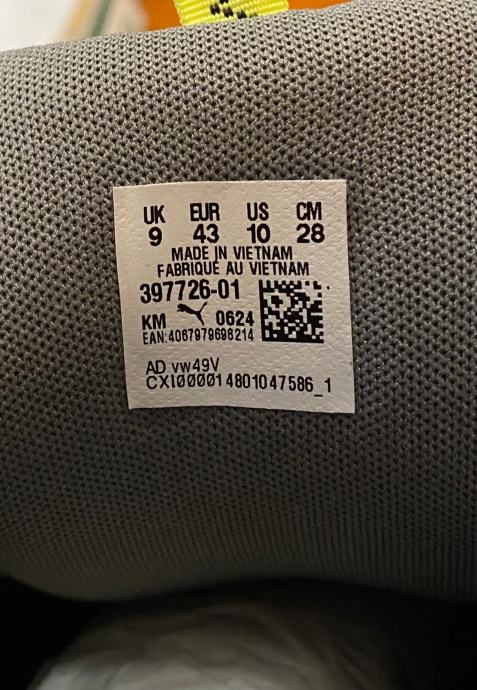 UK EUR US CM
9 43 10 28
MADE IN VIETNAM
FABRIQUÉ AU VIETNAM
397726-01
KM 0624
EAN:4067979698214
AD vw49V
CXI000014801047586_1